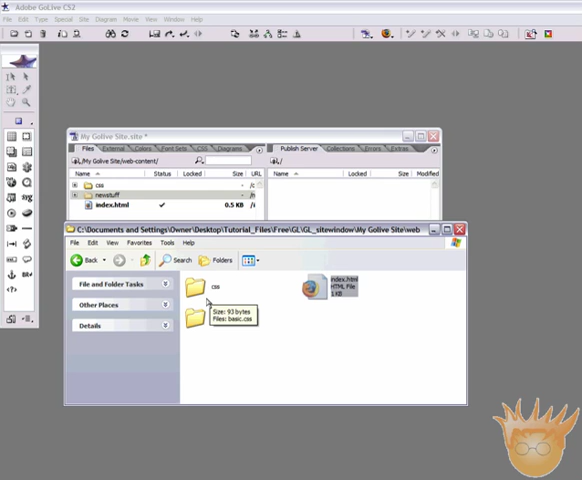 Adobe GoLive CS2
File Edit Type Special Site Diagram Movie View Window Help
My Golive Site.site *
Files External Colors Font Sets CSS Diagrams
Publish Server Collections Errors Extras
/My Golive Site/web-content/
/
Name Status Locked Size URL
Name Locked Size Modified
css - /c
newstuff - /n
index.html 0.5 KB /i
C:\Documents and Settings\Owner\Desktop\Tutorial_Files\Free\GL\GL_sitewindow\My Golive Site\web
File Edit View Favorites Tools Help
Back Search Folders
File and Folder Tasks
Other Places
Details
css
index.html
HTML File
1 KB
Size: 93 bytes
Files: basic.css